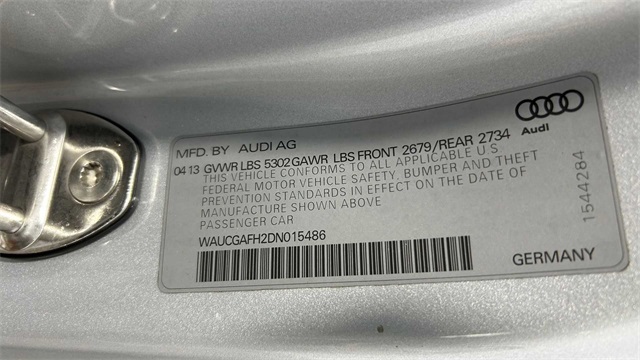 MFD. BY AUDI AG
0413 GVWR LBS 5302 GAWR LBS FRONT 2679/REAR 2734
THIS VEHICLE CONFORMS TO ALL APPLICABLE U.S
FEDERAL MOTOR VEHICLE SAFETY, BUMPER AND THEFT
PREVENTION STANDARDS IN EFFECT ON THE DATE OF
MANUFACTURE SHOWN ABOVE
PASSENGER CAR
WAUCGAFH2DN015486
GERMANY
Audi
1544284